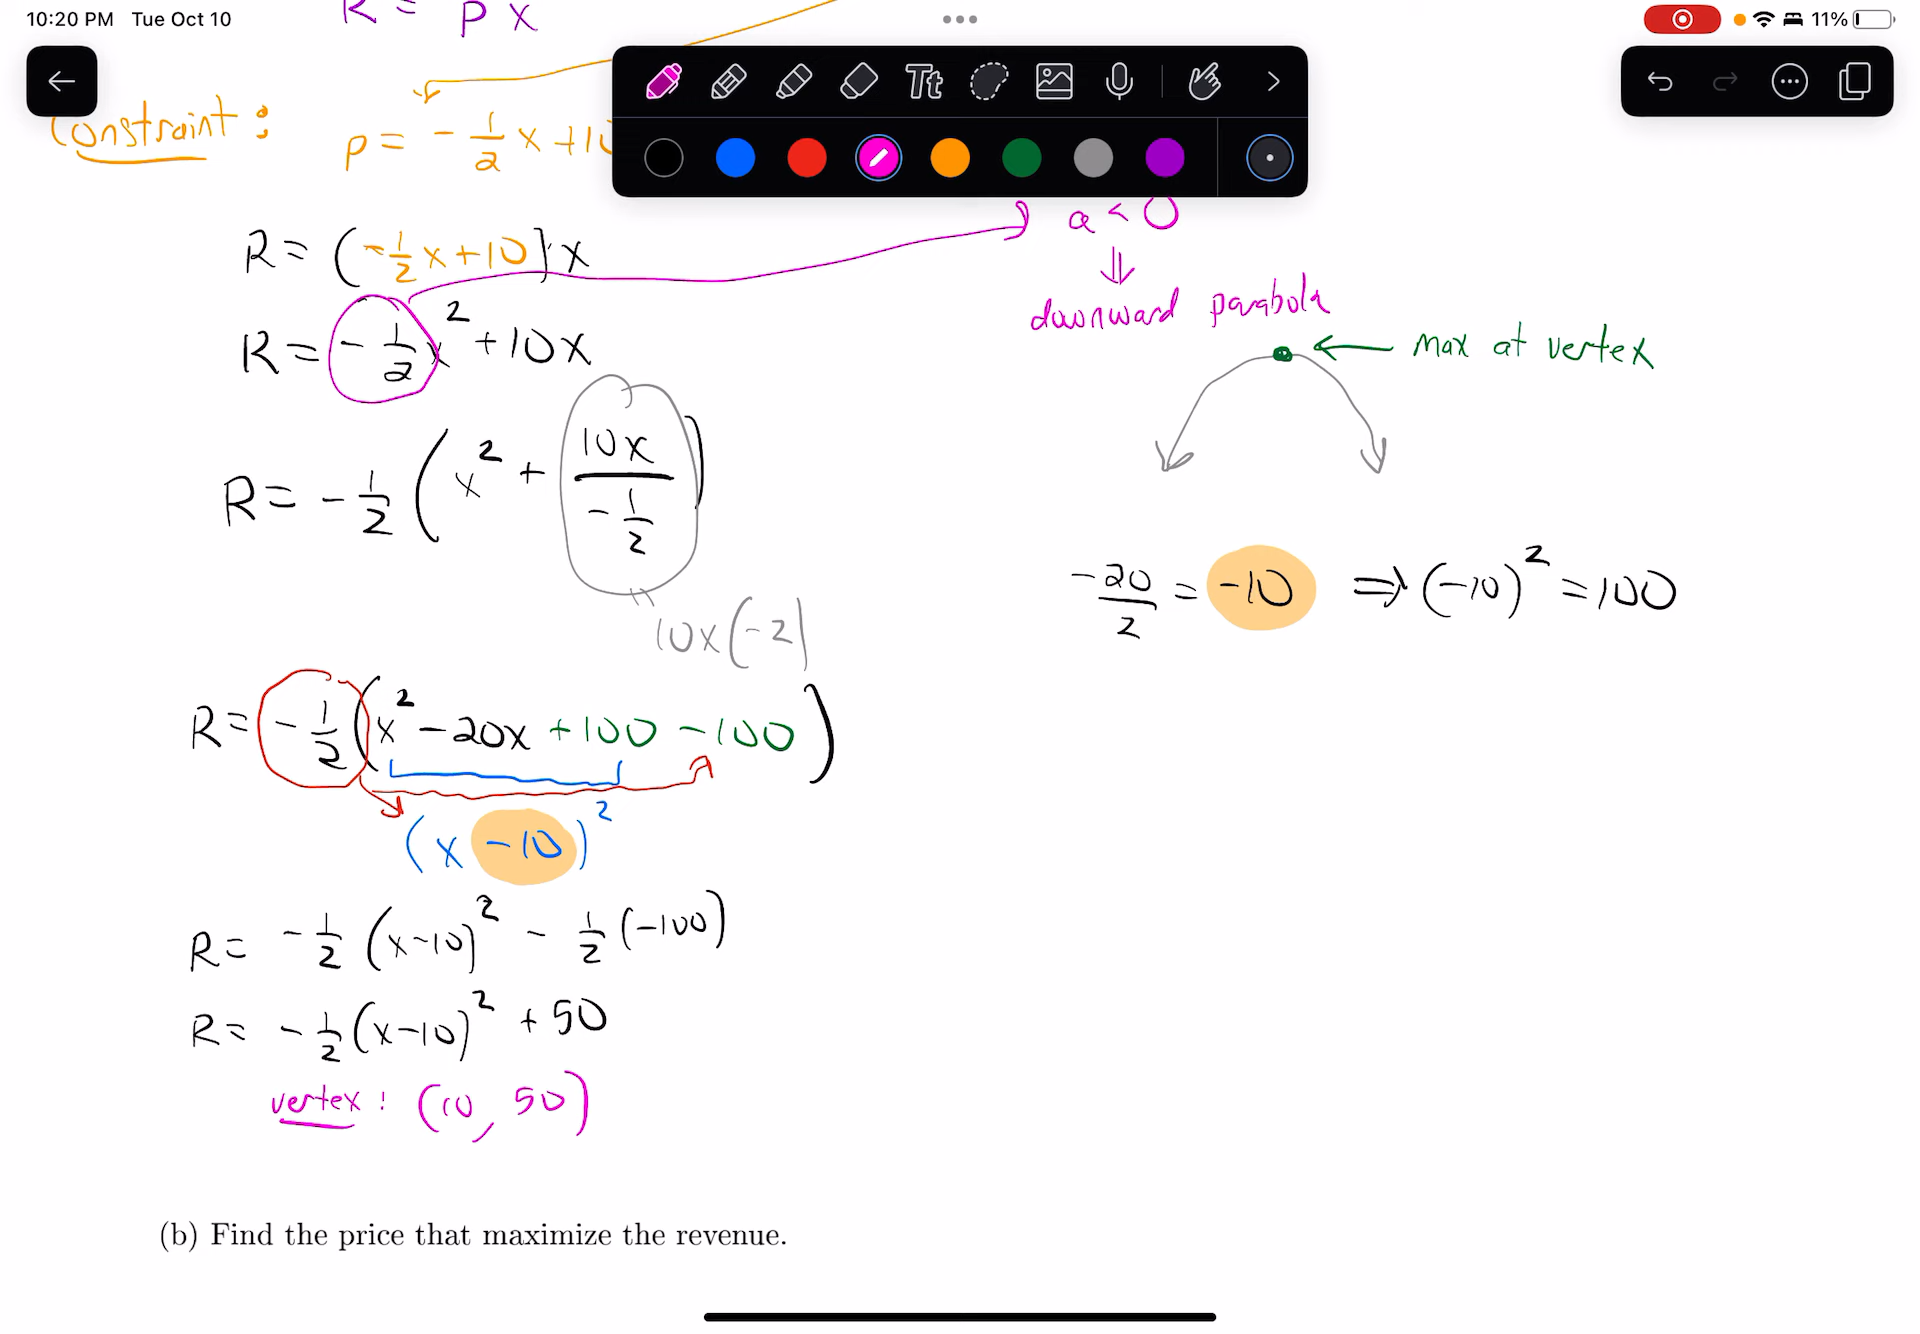 10:20 PM Tue Oct 10
11%
R = p x
Tt
Constraint : p = - 1/2 x + 10
a < 0
R = (-1/2 x + 10) x
⇓
downward parabola
R = - 1/2 x² + 10x
← max at vertex
R = - 1/2 ( x² + 10x / - 1/2 )
-20/2 = -10 ⇒ (-10)² = 100
10x(-2)
R = - 1/2 ( x² - 20x + 100 - 100 )
(x - 10)²
R = - 1/2 (x-10)² - 1/2 (-100)
R = - 1/2 (x-10)² + 50
vertex : (10, 50)
(b) Find the price that maximize the revenue.